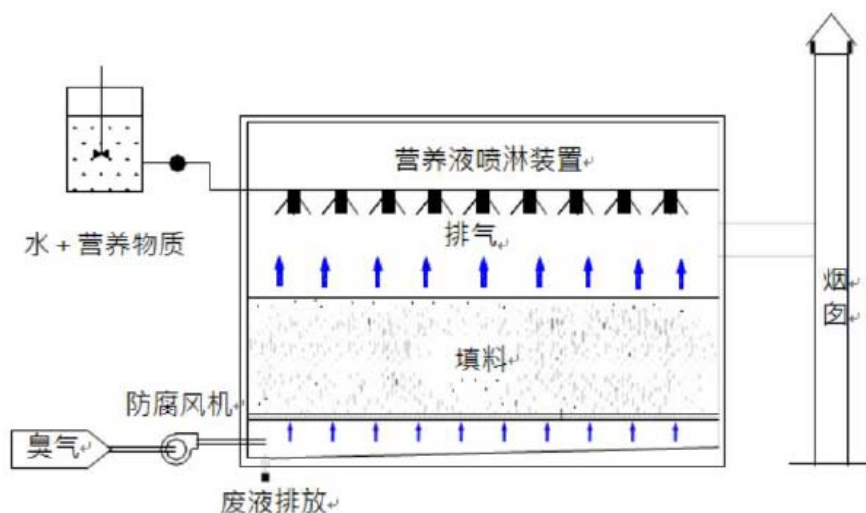 营养液喷淋装置
水+营养物质
排气
烟囱
填料
防腐风机
臭气
废液排放